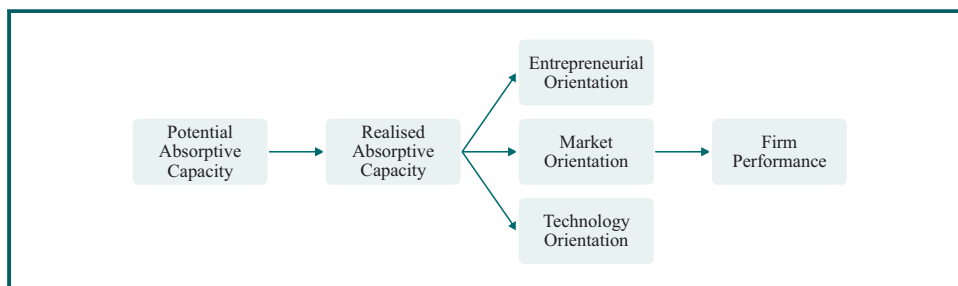 Entrepreneurial
Orientation
Potential
Absorptive
Capacity
Realised
Absorptive
Capacity
Market
Orientation
Firm
Performance
Technology
Orientation